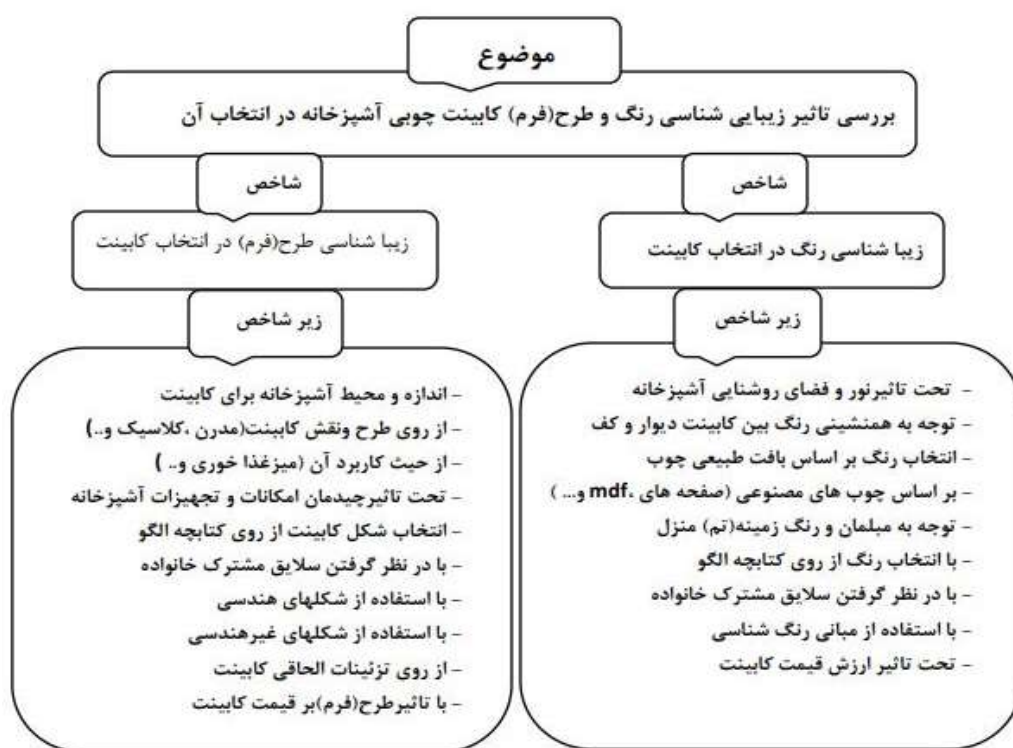 موضوع
بررسی تاثیر زیبایی شناسی رنگ و طرح(فرم) کابینت چوبی آشپزخانه در انتخاب آن
شاخص
زیبا شناسی رنگ در انتخاب کابینت
زیر شاخص
- تحت تاثیرنور و فضای روشنایی آشپزخانه
- توجه به همنشینی رنگ بین کابینت دیوار و کف
- انتخاب رنگ بر اساس بافت طبیعی چوب
- بر اساس چوب های مصنوعی (صفحه های ،mdf و... )
- توجه به مبلمان و رنگ زمینه(تم) منزل
- با انتخاب رنگ از روی کتابچه الگو
- با در نظر گرفتن سلایق مشترک خانواده
- با استفاده از مبانی رنگ شناسی
- تحت تاثیر ارزش قیمت کابینت
شاخص
زیبا شناسی طرح(فرم) در انتخاب کابینت
زیر شاخص
- اندازه و محیط آشپزخانه برای کابینت
- از روی طرح ونقش کابینت(مدرن ،کلاسیک و..)
- از حیث کاربرد آن (میزغذا خوری و.. )
- تحت تاثیرچیدمان امکانات و تجهیزات آشپزخانه
- انتخاب شکل کابینت از روی کتابچه الگو
- با در نظر گرفتن سلایق مشترک خانواده
- با استفاده از شکلهای هندسی
- با استفاده از شکلهای غیرهندسی
- از روی تزئینات الحاقی کابینت
- با تاثیرطرح(فرم)بر قیمت کابینت